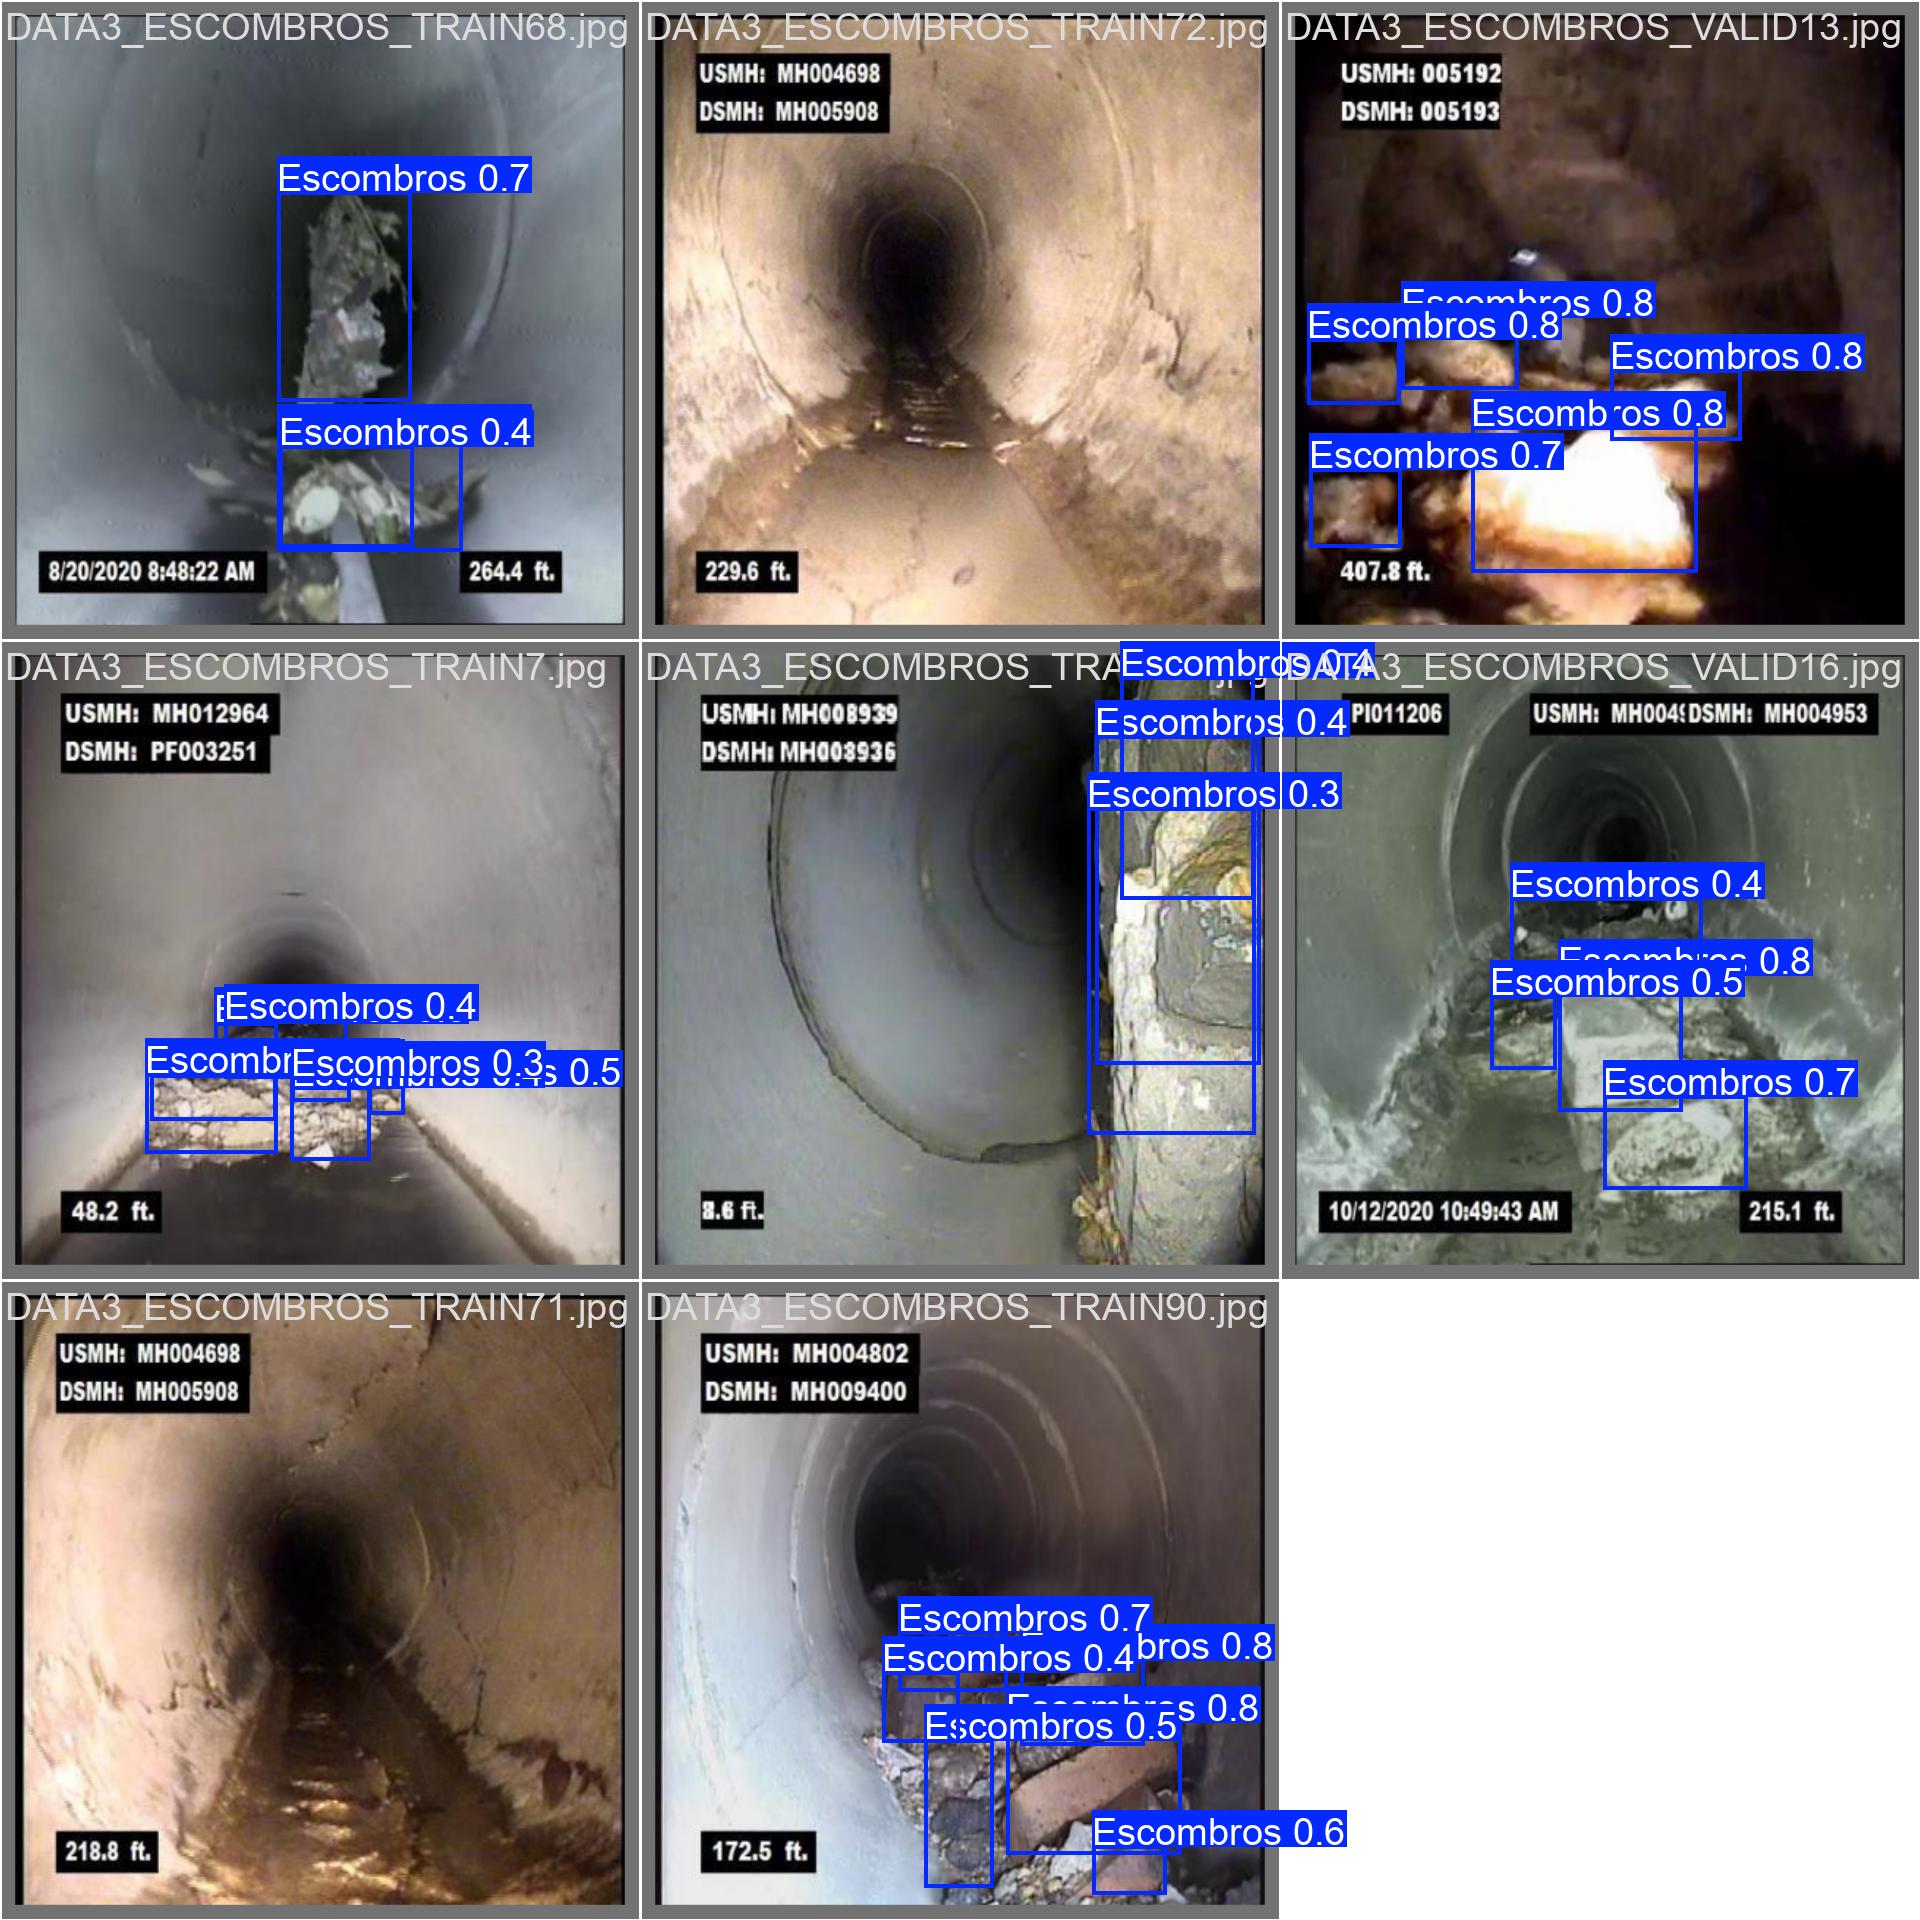 DATA3_ESCOMBROS_TRAIN68.jpg
Escombros 0.7
Escombros 0.4
8/20/2020 8:48:22 AM
264.4 ft.
DATA3_ESCOMBROS_TRAIN72.jpg
USMH: MH004698
DSMH: MH005908
229.6 ft.
DATA3_ESCOMBROS_VALID13.jpg
USMH: 005192
DSMH: 005193
Escombros 0.8
Escombros 0.8
Escombros 0.8
Escombros 0.8
Escombros 0.7
407.8 ft.
DATA3_ESCOMBROS_TRAIN7.jpg
USMH: MH012964
DSMH: PF003251
Escombros 0.4
Escombros 0.3
0.5
48.2 ft.
Escombros 0.4
USMH: MH008939
DSMH: MH008936
Escombros 0.4
Escombros 0.3
8.6 ft.
DATA3_ESCOMBROS_VALID16.jpg
PI011206
USMH: MH004
DSMH: MH004953
Escombros 0.4
Escombros 0.8
Escombros 0.5
Escombros 0.7
10/12/2020 10:49:43 AM
215.1 ft.
DATA3_ESCOMBROS_TRAIN71.jpg
USMH: MH004698
DSMH: MH005908
218.8 ft.
DATA3_ESCOMBROS_TRAIN90.jpg
USMH: MH004802
DSMH: MH009400
Escombros 0.7
bros 0.8
Escombros 0.4
Escombros 0.8
Escombros 0.5
Escombros 0.6
172.5 ft.